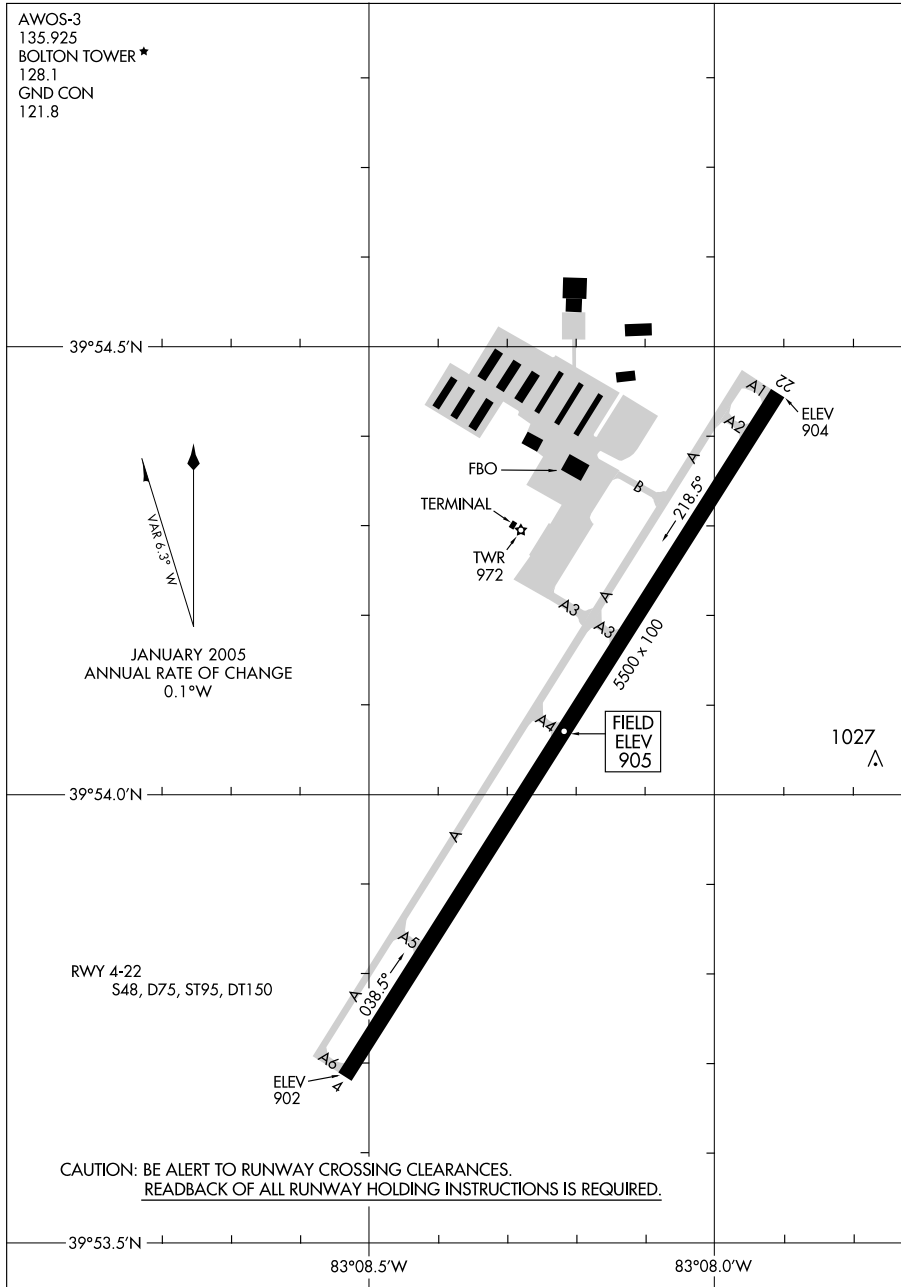 AWOS-3
135.925
BOLTON TOWER ★
128.1
GND CON
121.8
39°54.5'N
A1
22
ELEV
904
A2
A
FBO
B
218.5°
TERMINAL
TWR
972
VAR 6.3° W
A
A3
A3
5500 x 100
JANUARY 2005
ANNUAL RATE OF CHANGE
0.1°W
A4
FIELD
ELEV
905
1027
39°54.0'N
A
A5
RWY 4-22
S48, D75, ST95, DT150
038.5°
A
A6
ELEV
902
4
CAUTION: BE ALERT TO RUNWAY CROSSING CLEARANCES.
READBACK OF ALL RUNWAY HOLDING INSTRUCTIONS IS REQUIRED.
39°53.5'N
83°08.5'W
83°08.0'W